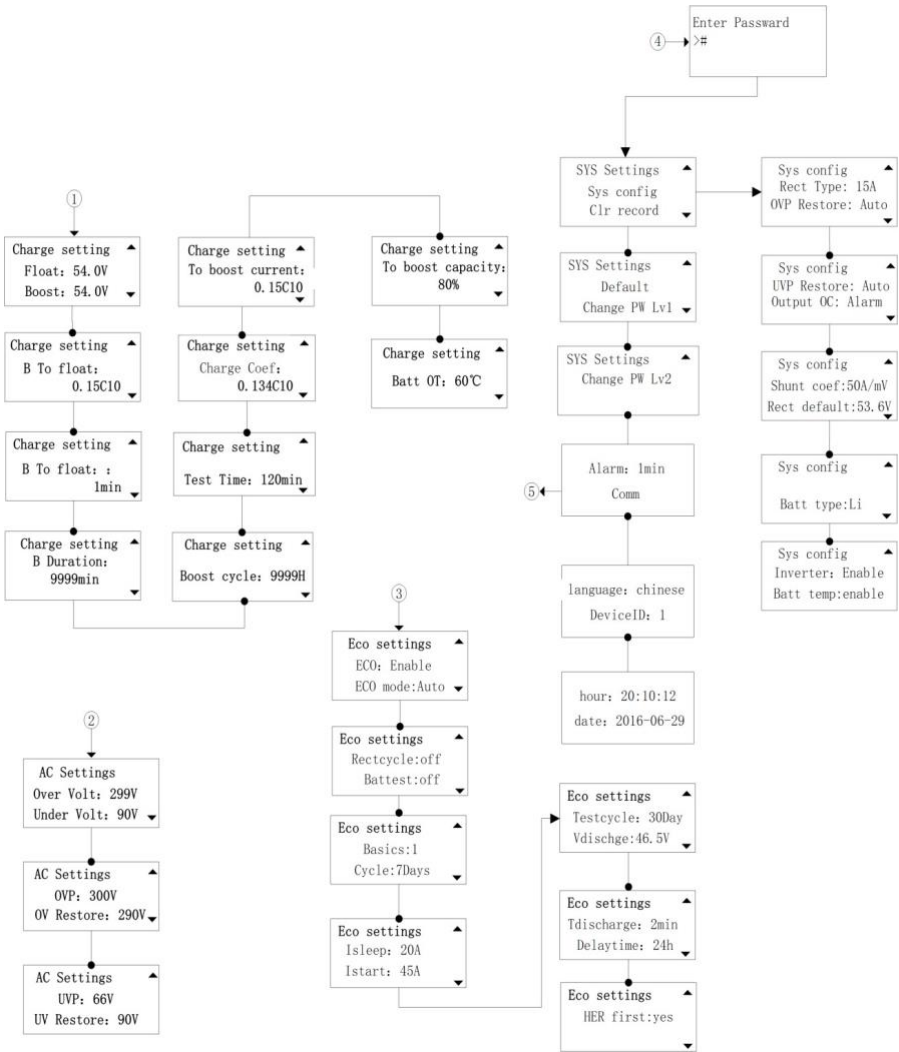 ④
Enter Passward
>#
SYS Settings
Sys config
Clr record
SYS Settings
Default
Change PW Lv1
SYS Settings
Change PW Lv2
Alarm: 1min
Comm
⑤
language: chinese
DeviceID: 1
hour: 20:10:12
date: 2016-06-29
Sys config
Rect Type: 15A
OVP Restore: Auto
Sys config
UVP Restore: Auto
Output OC: Alarm
Sys config
Shunt coef:50A/mV
Rect default:53.6V
Sys config
Batt type:Li
Sys config
Inverter: Enable
Batt temp:enable
①
Charge setting
Float: 54.0V
Boost: 54.0V
Charge setting
B To float:
0.15C10
Charge setting
B To float: :
1min
Charge setting
B Duration:
9999min
Charge setting
To boost current:
0.15C10
Charge setting
Charge Coef:
0.134C10
Charge setting
Test Time: 120min
Charge setting
Boost cycle: 9999H
Charge setting
To boost capacity:
80%
Charge setting
Batt OT: 60℃
②
AC Settings
Over Volt: 299V
Under Volt: 90V
AC Settings
OVP: 300V
OV Restore: 290V
AC Settings
UVP: 66V
UV Restore: 90V
③
Eco settings
ECO: Enable
ECO mode:Auto
Eco settings
Rectcycle:off
Battest:off
Eco settings
Basics:1
Cycle:7Days
Eco settings
Isleep: 20A
Istart: 45A
Eco settings
Testcycle: 30Day
Vdischge:46.5V
Eco settings
Tdischarge: 2min
Delaytime: 24h
Eco settings
HER first:yes